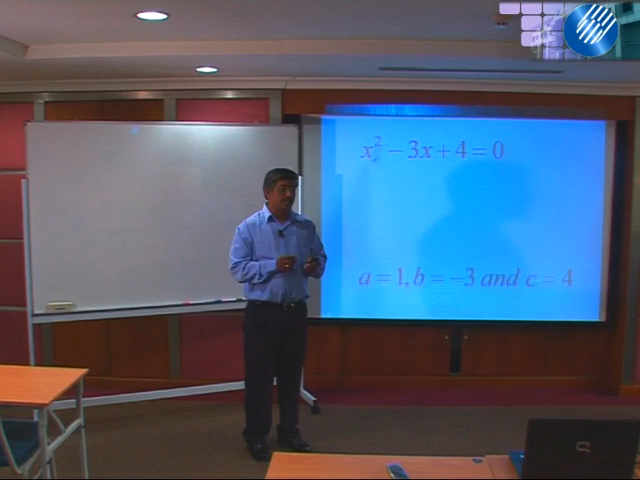 x² − 3x + 4 = 0
a = 1, b = −3 and c = 4